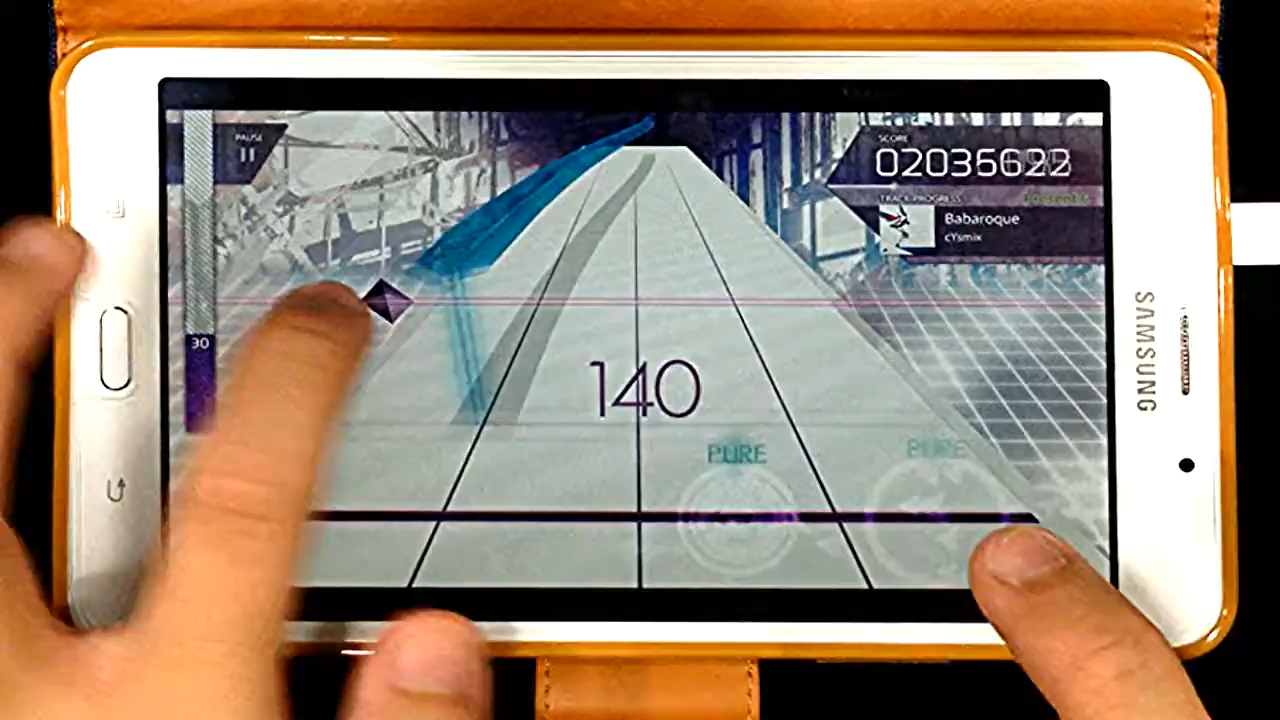 PAUSE
SCORE
02035622
TRACK PROGRESS
Babaroque
cYsmix
30
140
PURE
PURE
SAMSUNG